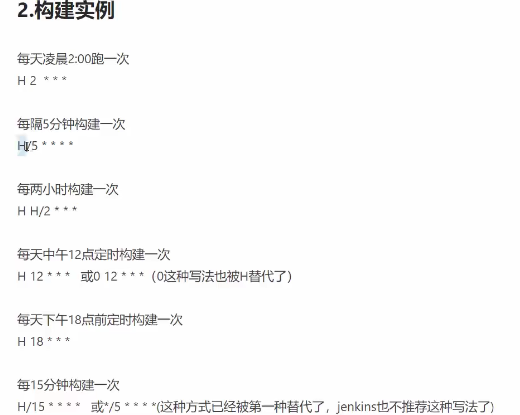 2.构建实例
每天凌晨2:00跑一次
H 2 * * *
每隔5分钟构建一次
H/5 * * * *
每两小时构建一次
H H/2 * * *
每天中午12点定时构建一次
H 12 * * * 或0 12 * * *（0这种写法也被H替代了）
每天下午18点前定时构建一次
H 18 * * *
每15分钟构建一次
H/15 * * * * 或*/5 * * * *(这种方式已经被第一种替代了，jenkins也不推荐这种写法了)